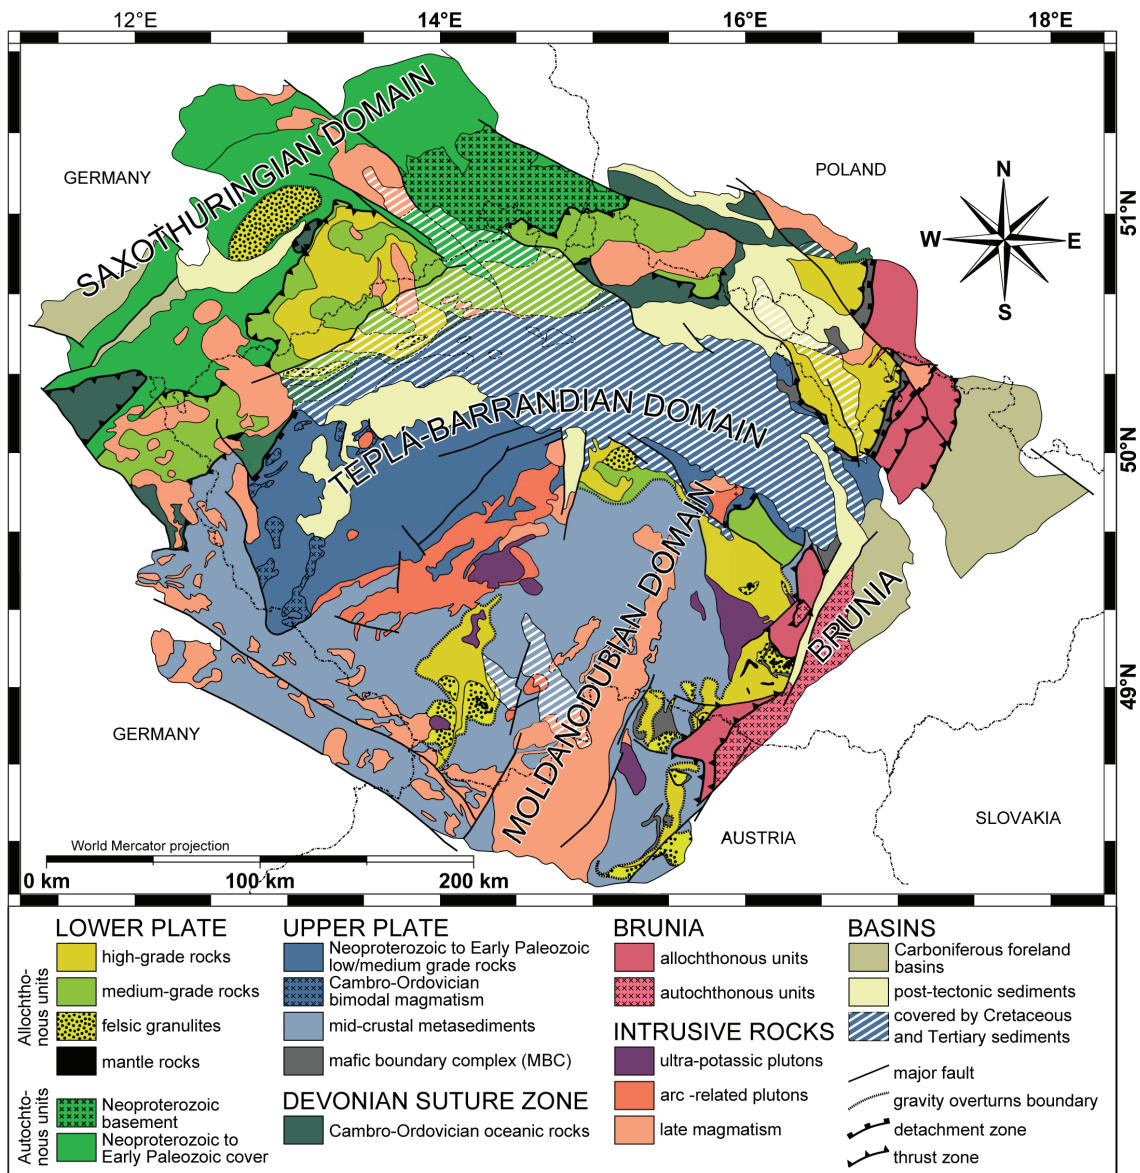 12°E 14°E 16°E 18°E
SAXOTHURINGIAN DOMAIN
GERMANY
POLAND
N
W E
S
51°N
TEPLÁ-BARRANDIAN DOMAIN
50°N
MOLDANODUBIAN DOMAIN
BRUNIA
49°N
GERMANY
AUSTRIA
SLOVAKIA
World Mercator projection
0 km 100 km 200 km
LOWER PLATE
Allochtho-
nous units
high-grade rocks
medium-grade rocks
felsic granulites
mantle rocks
Autochto-
nous units
Neoproterozoic
basement
Neoproterozoic to
Early Paleozoic cover
UPPER PLATE
Neoproterozoic to Early Paleozoic
low/medium grade rocks
Cambro-Ordovician
bimodal magmatism
mid-crustal metasediments
mafic boundary complex (MBC)
DEVONIAN SUTURE ZONE
Cambro-Ordovician oceanic rocks
BRUNIA
allochthonous units
autochthonous units
INTRUSIVE ROCKS
ultra-potassic plutons
arc -related plutons
late magmatism
BASINS
Carboniferous foreland
basins
post-tectonic sediments
covered by Cretaceous
and Tertiary sediments
major fault
gravity overturns boundary
detachment zone
thrust zone